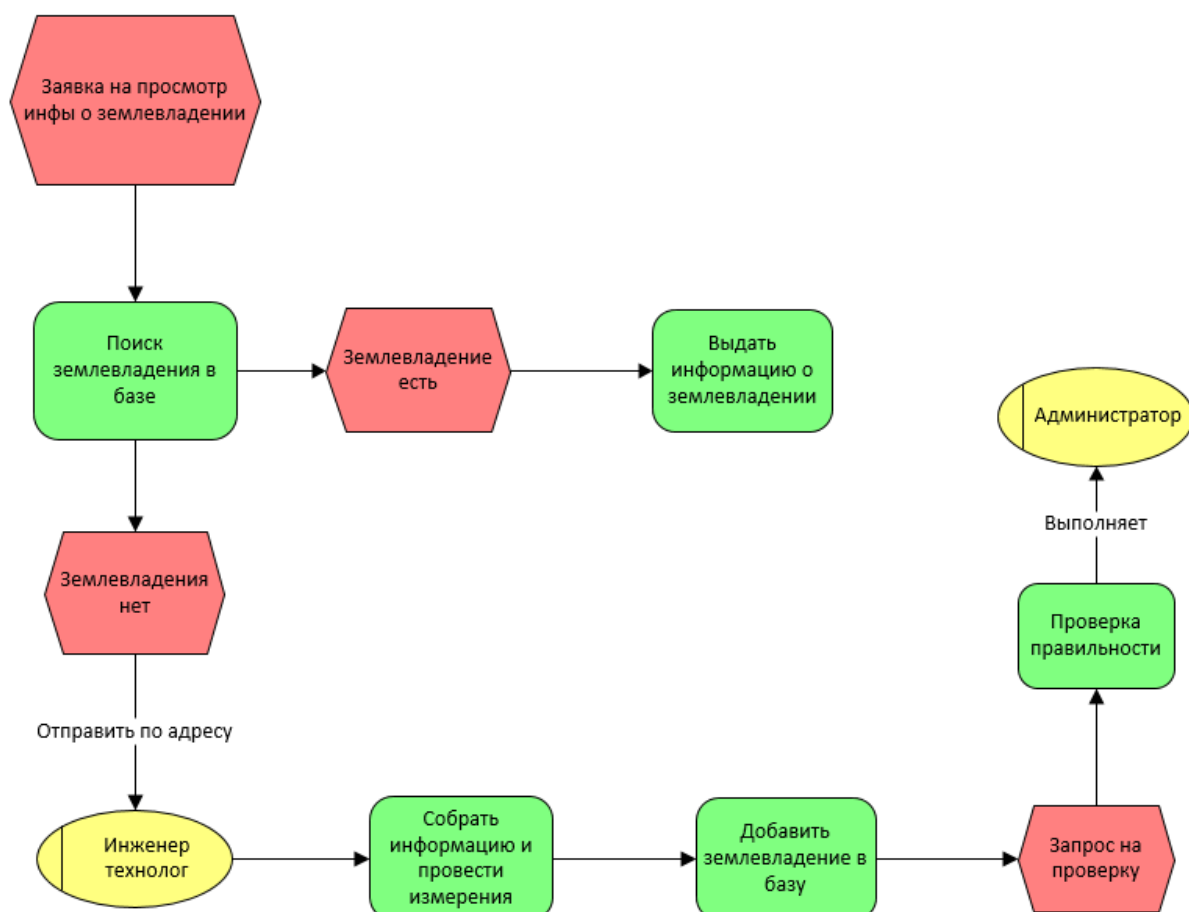 Заявка на просмотр
инфы о землевладении
Поиск
землевладения в
базе
Землевладение
есть
Выдать
информацию о
землевладении
Администратор
Выполняет
Землевладения
нет
Проверка
правильности
Отправить по адресу
Инженер
технолог
Собрать
информацию и
провести
измерения
Добавить
землевладение в
базу
Запрос на
проверку